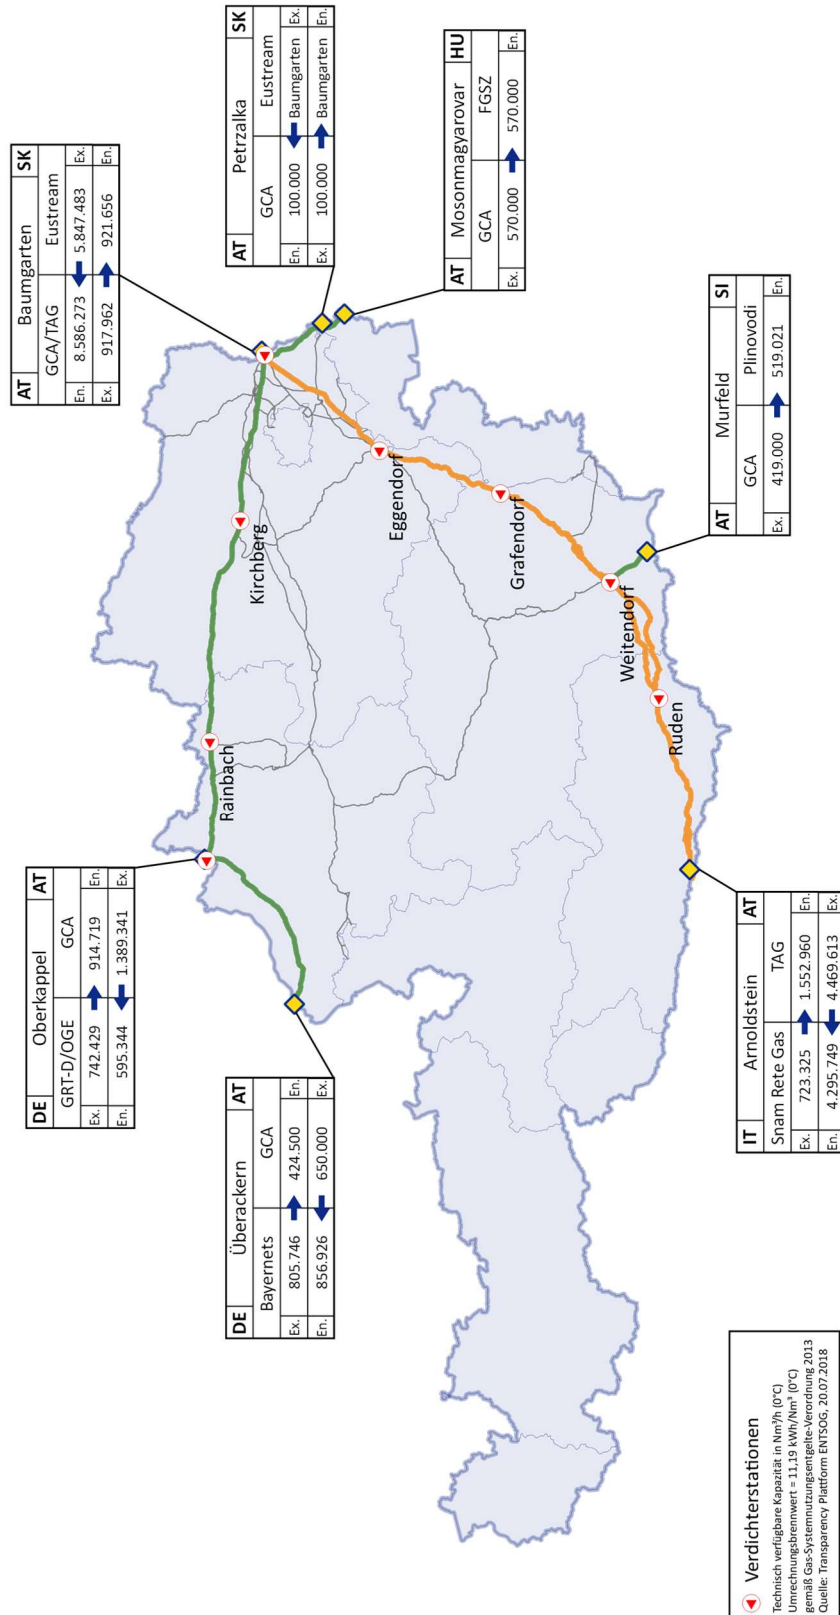 DE Oberkappel AT
GRT-D/OGE GCA
Ex. 742.429 914.719 En.
En. 595.344 1.389.341 Ex.
AT Baumgarten SK
GCA/TAG Eustream
En. 8.586.273 5.847.483 Ex.
Ex. 917.962 921.656 En.
DE Überackern AT
Bayernets GCA
Ex. 805.746 424.500 En.
En. 856.926 650.000 Ex.
AT Petrzalka SK
GCA Eustream
En. 100.000 Baumgarten Ex.
Ex. 100.000 Baumgarten En.
AT Mosonmagyarovar HU
GCA FGSZ
Ex. 570.000 570.000 En.
Rainbach
Kirchberg
Eggendorf
Grafendorf
Weitendorf
Ruden
AT Murfeld SI
GCA Plinovodi
Ex. 419.000 519.021 En.
IT Arnoldstein AT
Snam Rete Gas TAG
Ex. 723.325 1.552.960 En.
En. 4.295.749 4.469.613 Ex.
Verdichterstationen
Technisch verfügbare Kapazität in Nm³/h (0°C)
Umrechnungsbrennwert = 11,19 kWh/Nm³ (0°C)
gemäß Gas-Systemnutzungsentgelte-Verordnung 2013
Quelle: Transparency Plattform ENTSOG, 20.07.2018